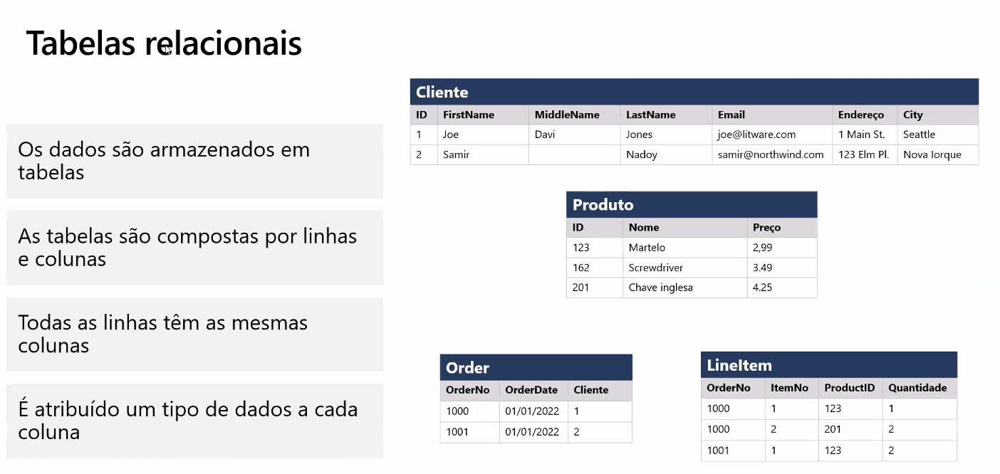 Tabelas relacionais
Os dados são armazenados em
tabelas
As tabelas são compostas por linhas
e colunas
Todas as linhas têm as mesmas
colunas
É atribuído um tipo de dados a cada
coluna
Cliente
ID FirstName MiddleName LastName Email Endereço City
1 Joe Davi Jones joe@litware.com 1 Main St. Seattle
2 Samir Nadoy samir@northwind.com 123 Elm Pl. Nova Iorque
Produto
ID Nome Preço
123 Martelo 2,99
162 Screwdriver 3.49
201 Chave inglesa 4.25
Order
OrderNo OrderDate Cliente
1000 01/01/2022 1
1001 01/01/2022 2
LineItem
OrderNo ItemNo ProductID Quantidade
1000 1 123 1
1000 2 201 2
1001 1 123 2